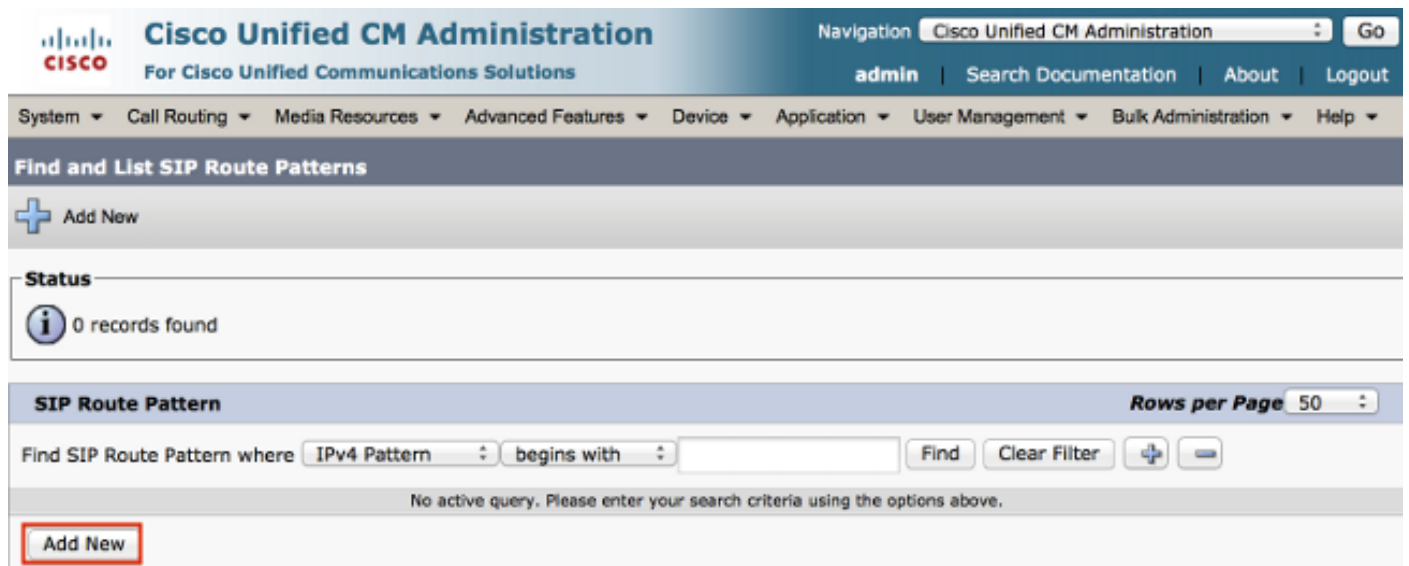 Cisco Unified CM Administration
Navigation Cisco Unified CM Administration Go
CISCO
For Cisco Unified Communications Solutions
admin | Search Documentation | About | Logout
System Call Routing Media Resources Advanced Features Device Application User Management Bulk Administration Help
Find and List SIP Route Patterns
Add New
Status
0 records found
SIP Route Pattern Rows per Page 50
Find SIP Route Pattern where IPv4 Pattern begins with Find Clear Filter
No active query. Please enter your search criteria using the options above.
Add New